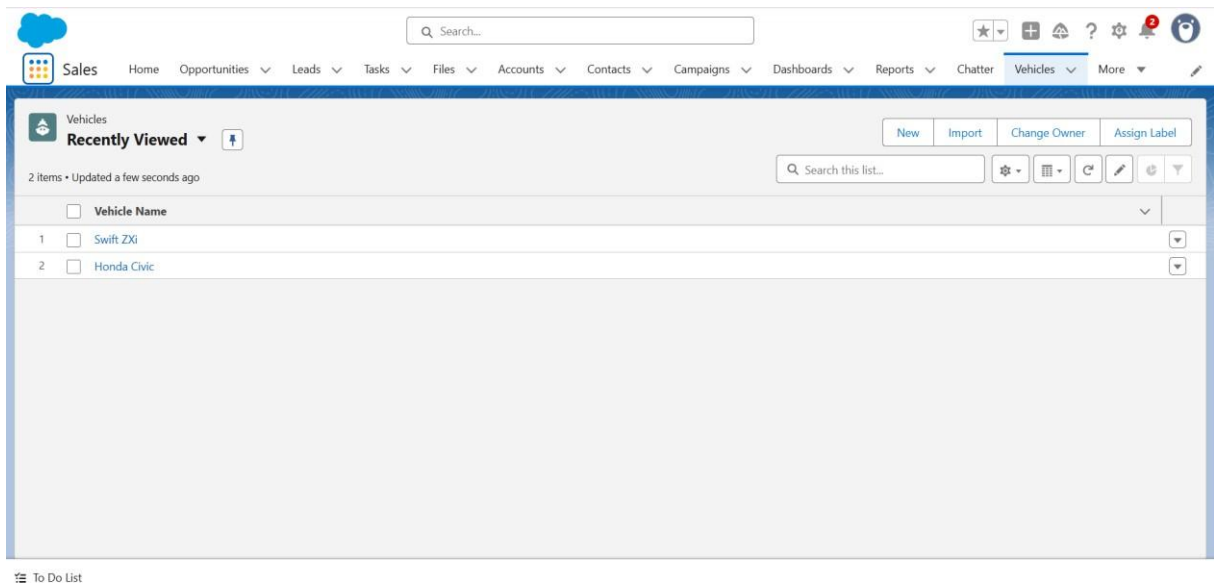 Search...
2
Sales Home Opportunities Leads Tasks Files Accounts Contacts Campaigns Dashboards Reports Chatter Vehicles More
Vehicles
Recently Viewed
New Import Change Owner Assign Label
2 items • Updated a few seconds ago
Search this list...
Vehicle Name
1 Swift ZXi
2 Honda Civic
To Do List